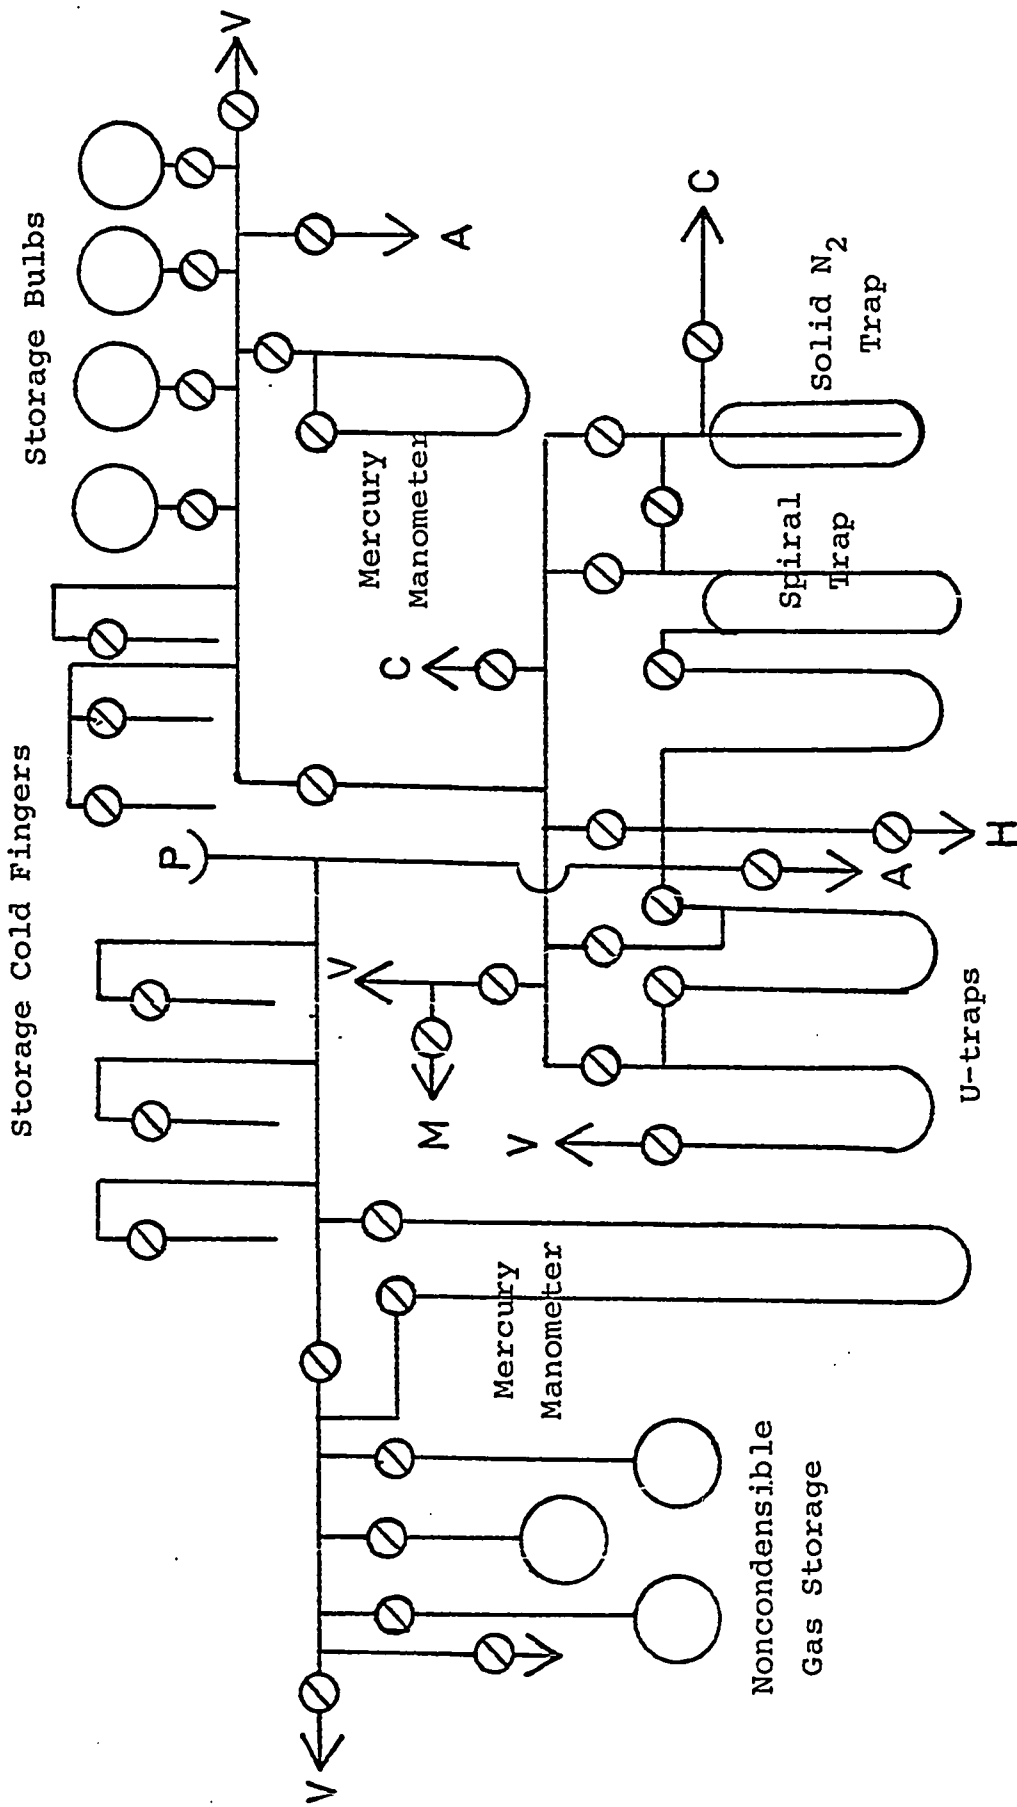 Storage Cold Fingers
Storage Bulbs
V
A
P
Mercury
Manometer
C
C
V
M
V
Solid N2
Trap
Spiral
Trap
H
A
U-traps
Mercury
Manometer
Noncondensible
Gas Storage
V